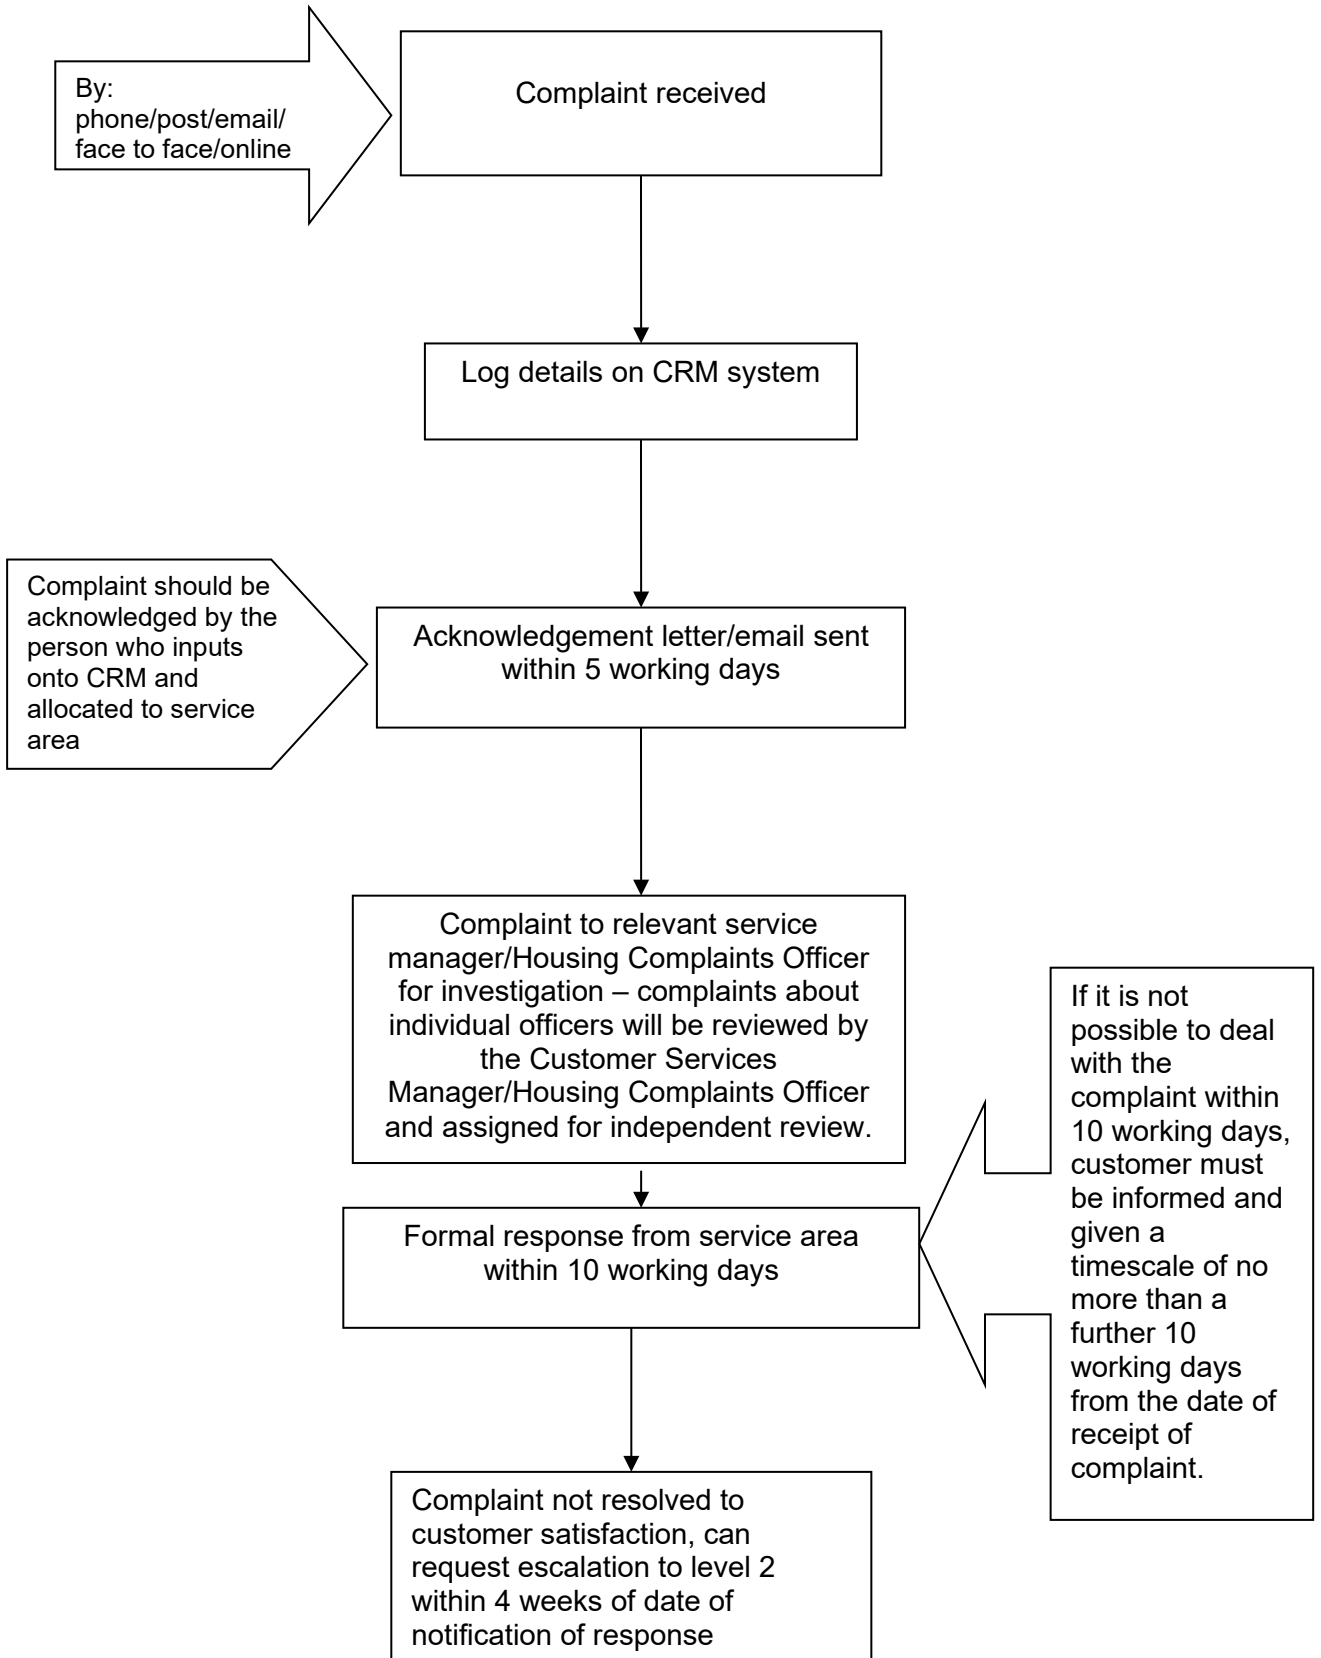 By:
phone/post/email/
face to face/online
Complaint received
Log details on CRM system
Complaint should be
acknowledged by the
person who inputs
onto CRM and
allocated to service
area
Acknowledgement letter/email sent
within 5 working days
Complaint to relevant service
manager/Housing Complaints Officer
for investigation – complaints about
individual officers will be reviewed by
the Customer Services
Manager/Housing Complaints Officer
and assigned for independent review.
Formal response from service area
within 10 working days
If it is not
possible to deal
with the
complaint within
10 working days,
customer must
be informed and
given a
timescale of no
more than a
further 10
working days
from the date of
receipt of
complaint.
Complaint not resolved to
customer satisfaction, can
request escalation to level 2
within 4 weeks of date of
notification of response